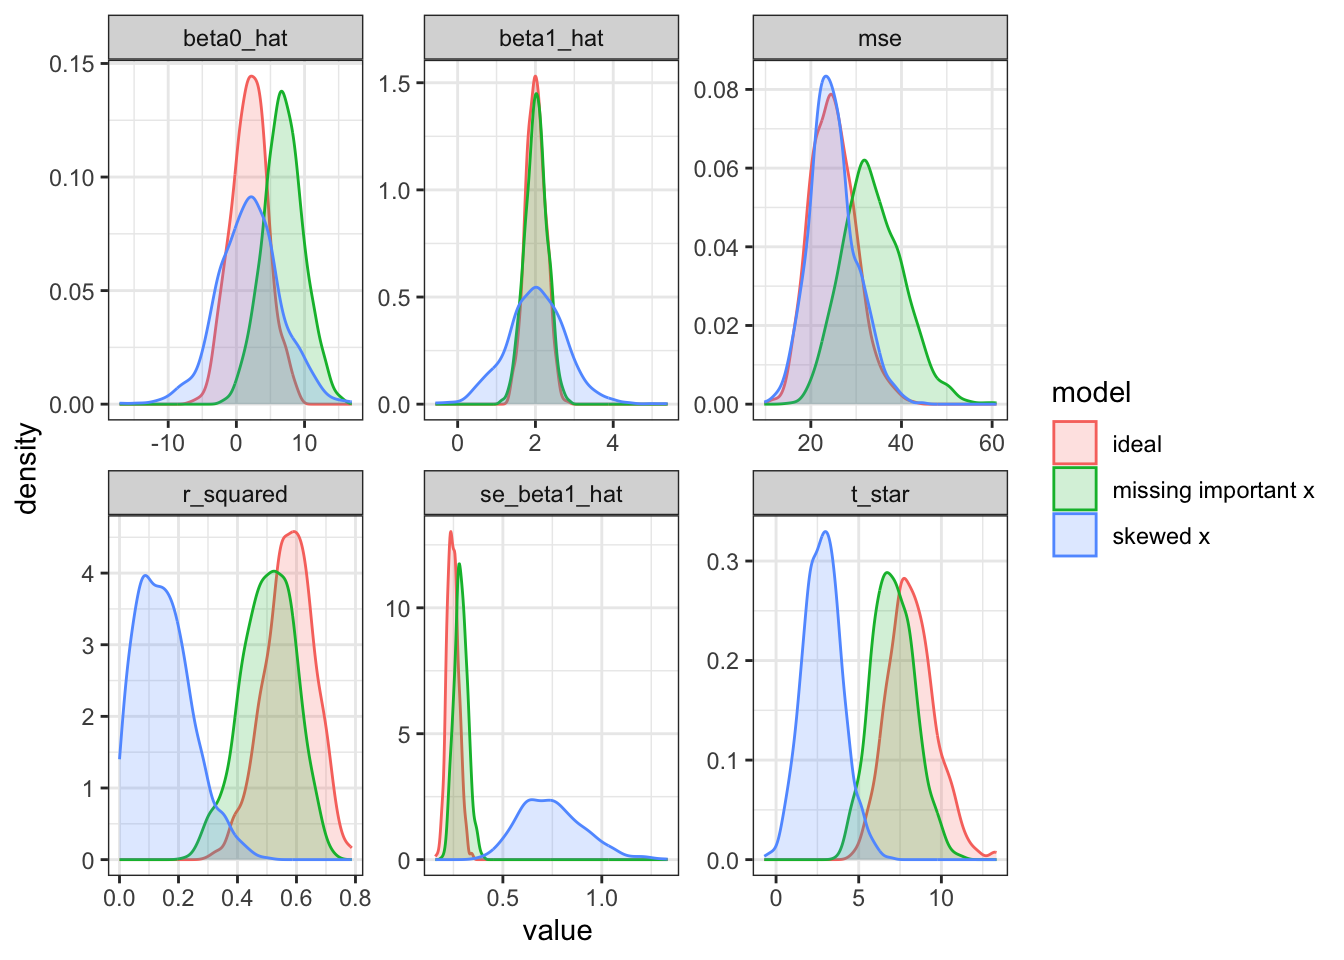 beta0_hat
beta1_hat
mse
0.15
0.10
0.05
0.00
-10 0 10
1.5
1.0
0.5
0.0
0 2 4
0.08
0.06
0.04
0.02
0.00
20 40 60
density
r_squared
se_beta1_hat
t_star
4
3
2
1
0
0.0 0.2 0.4 0.6 0.8
10
5
0
0.5 1.0
0.3
0.2
0.1
0.0
0 5 10
value
model
ideal
missing important x
skewed x